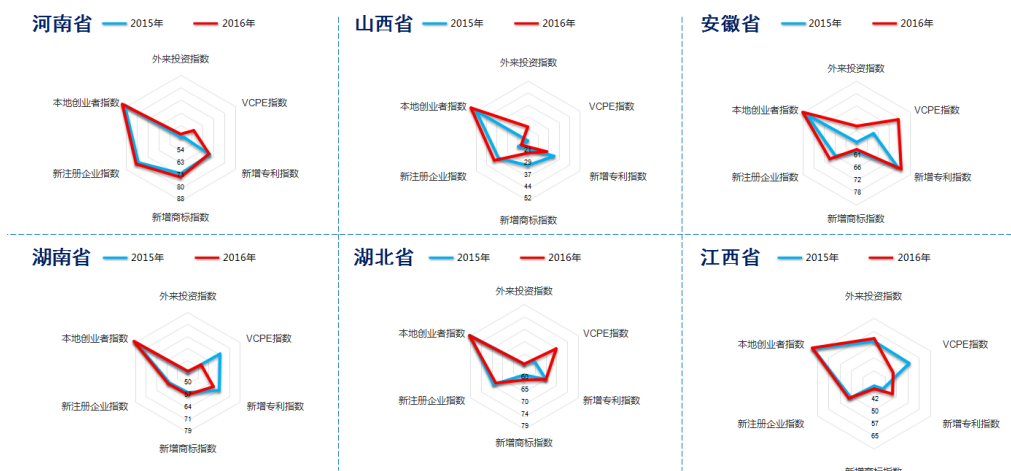 河南省 2015年 2016年
外来投资指数
本地创业者指数 VCPE指数
54
63
80
88
新注册企业指数 新增专利指数
新增商标指数
山西省 2015年 2016年
外来投资指数
本地创业者指数 VCPE指数
29
37
44
52
新注册企业指数 新增专利指数
新增商标指数
安徽省 2015年 2016年
外来投资指数
本地创业者指数 VCPE指数
61
66
72
78
新注册企业指数 新增专利指数
新增商标指数
湖南省 2015年 2016年
外来投资指数
本地创业者指数 VCPE指数
50
57
64
71
79
新注册企业指数 新增专利指数
新增商标指数
湖北省 2015年 2016年
外来投资指数
本地创业者指数 VCPE指数
60
65
70
74
79
新注册企业指数 新增专利指数
新增商标指数
江西省 2015年 2016年
外来投资指数
本地创业者指数 VCPE指数
42
50
57
65
新注册企业指数 新增专利指数
新增商标指数